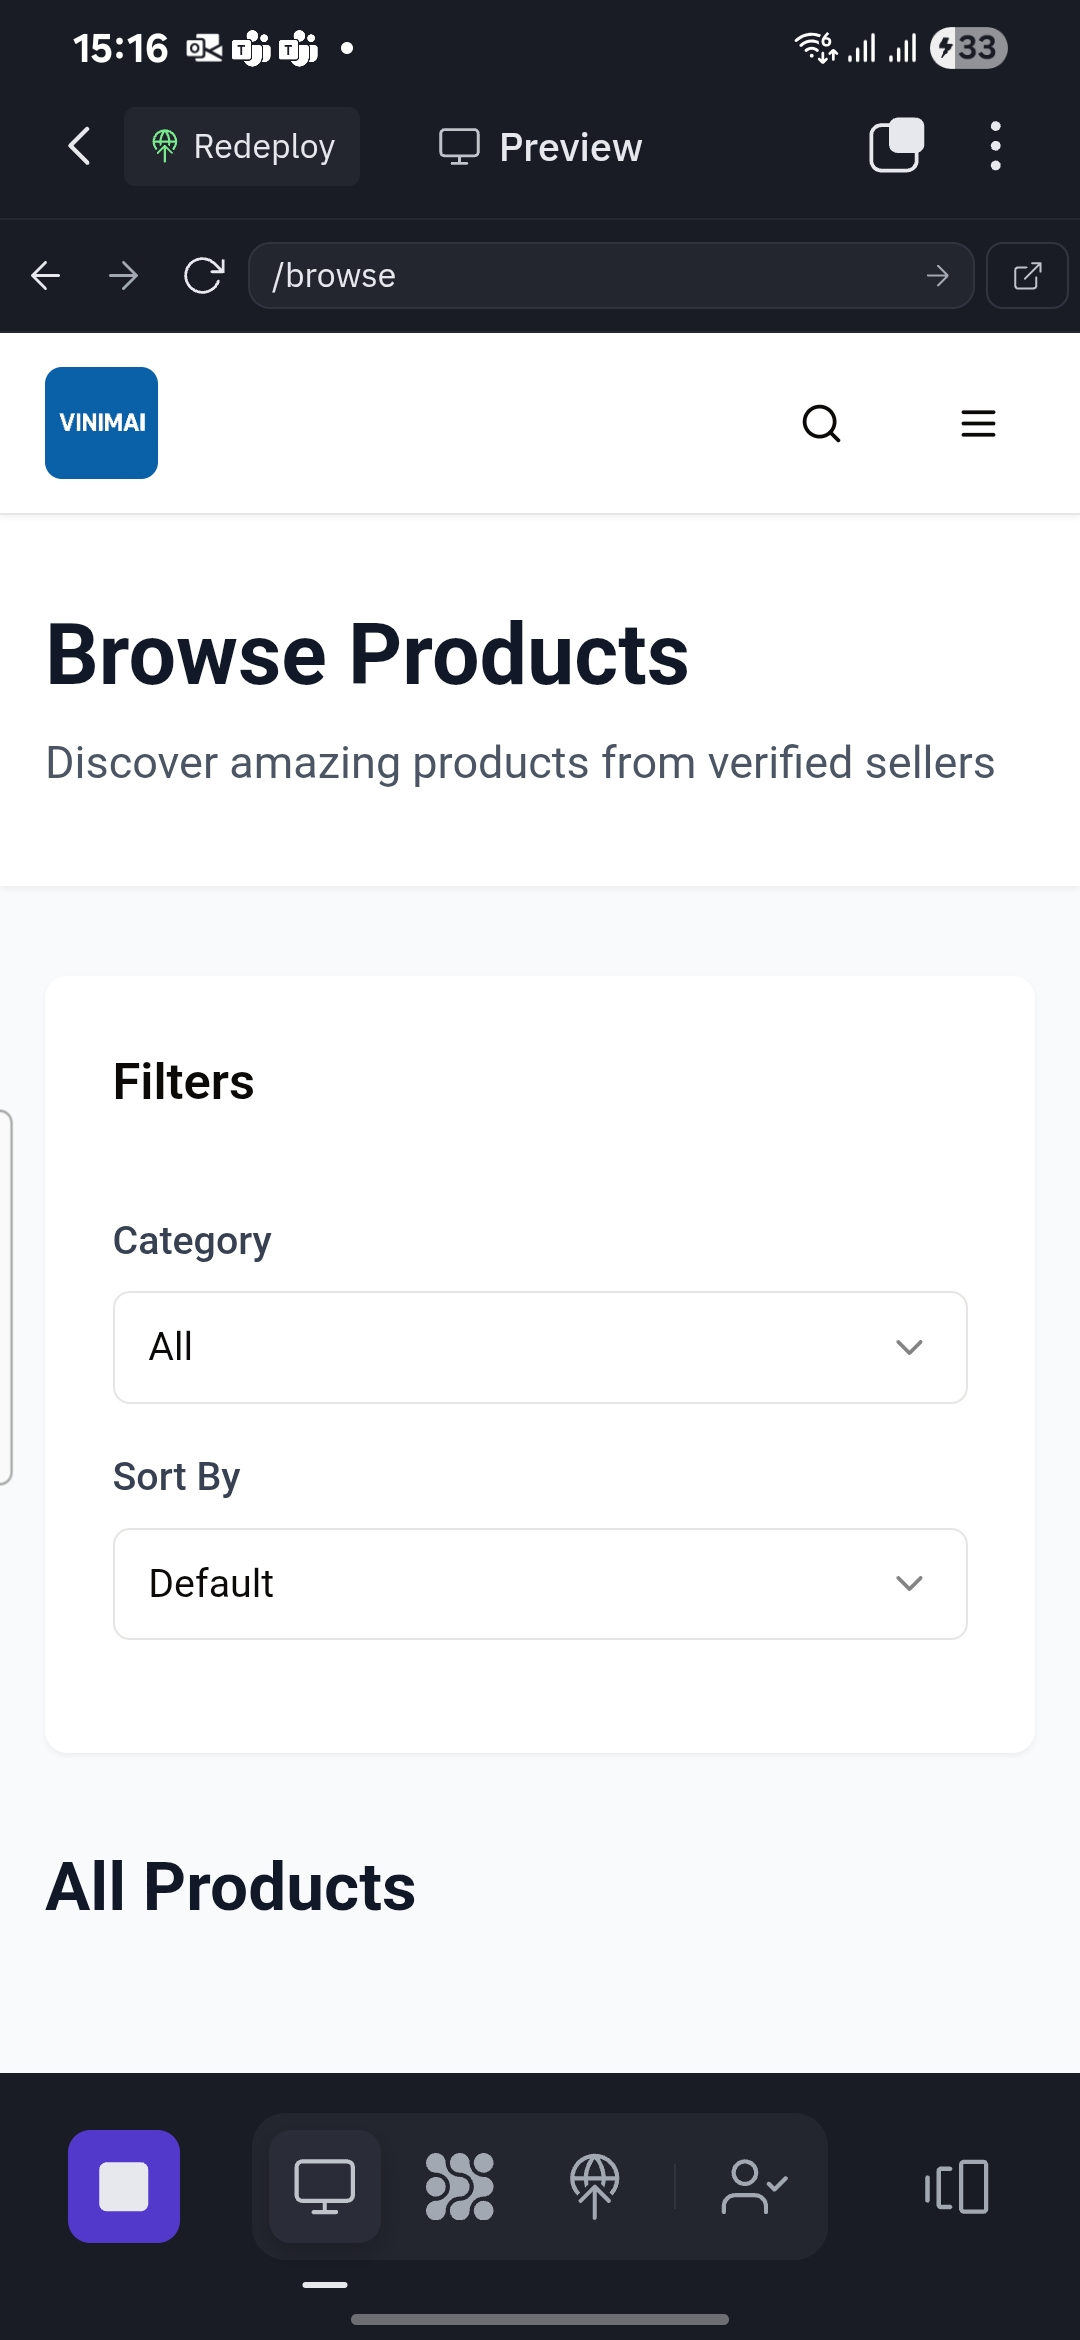 15:16
6
33
Redeploy
Preview
/browse
VINIMAI
Browse Products
Discover amazing products from verified sellers
Filters
Category
All
Sort By
Default
All Products